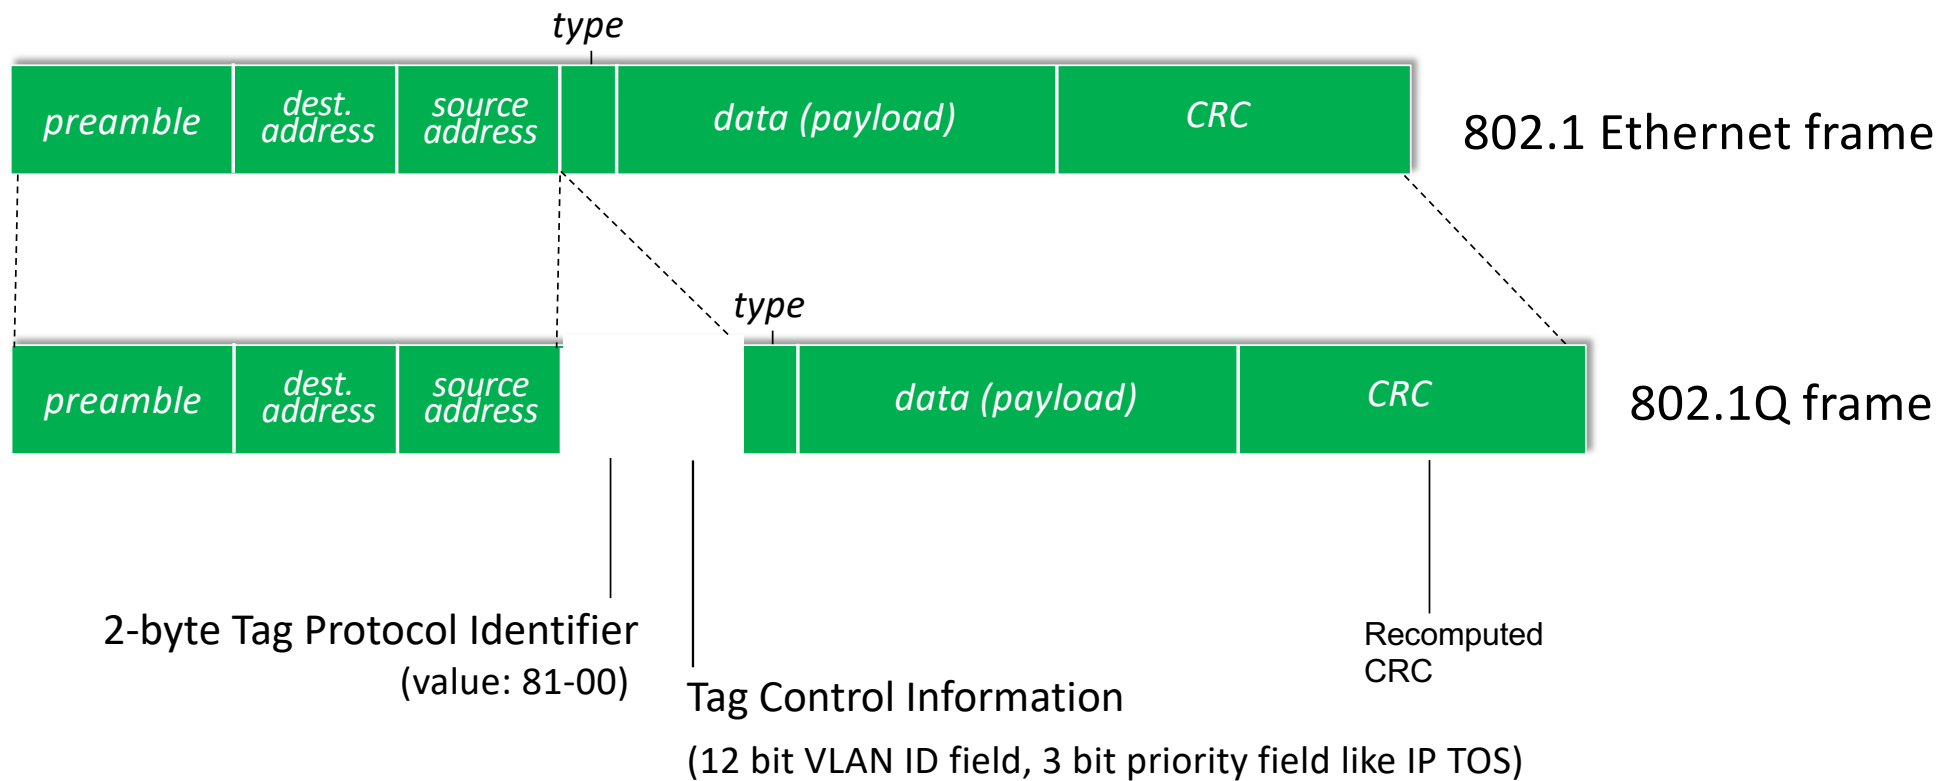 type
preamble
dest.
address
source
address
data (payload)
CRC
802.1 Ethernet frame
type
preamble
dest.
address
source
address
data (payload)
CRC
802.1Q frame
2-byte Tag Protocol Identifier
(value: 81-00)
Tag Control Information
(12 bit VLAN ID field, 3 bit priority field like IP TOS)
Recomputed
CRC